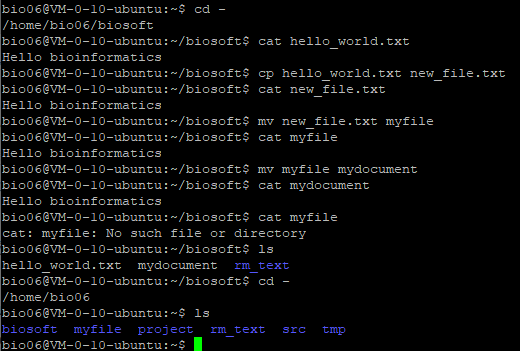 bio06@VM-0-10-ubuntu:~$ cd -
/home/bio06/biosoft
bio06@VM-0-10-ubuntu:~/biosoft$ cat hello_world.txt
Hello bioinformatics
bio06@VM-0-10-ubuntu:~/biosoft$ cp hello_world.txt new_file.txt
bio06@VM-0-10-ubuntu:~/biosoft$ cat new_file.txt
Hello bioinformatics
bio06@VM-0-10-ubuntu:~/biosoft$ mv new_file.txt myfile
bio06@VM-0-10-ubuntu:~/biosoft$ cat myfile
Hello bioinformatics
bio06@VM-0-10-ubuntu:~/biosoft$ mv myfile mydocument
bio06@VM-0-10-ubuntu:~/biosoft$ cat mydocument
Hello bioinformatics
bio06@VM-0-10-ubuntu:~/biosoft$ cat myfile
cat: myfile: No such file or directory
bio06@VM-0-10-ubuntu:~/biosoft$ ls
hello_world.txt  mydocument  rm_text
bio06@VM-0-10-ubuntu:~/biosoft$ cd -
/home/bio06
bio06@VM-0-10-ubuntu:~$ ls
biosoft  myfile  project  rm_text  src  tmp
bio06@VM-0-10-ubuntu:~$